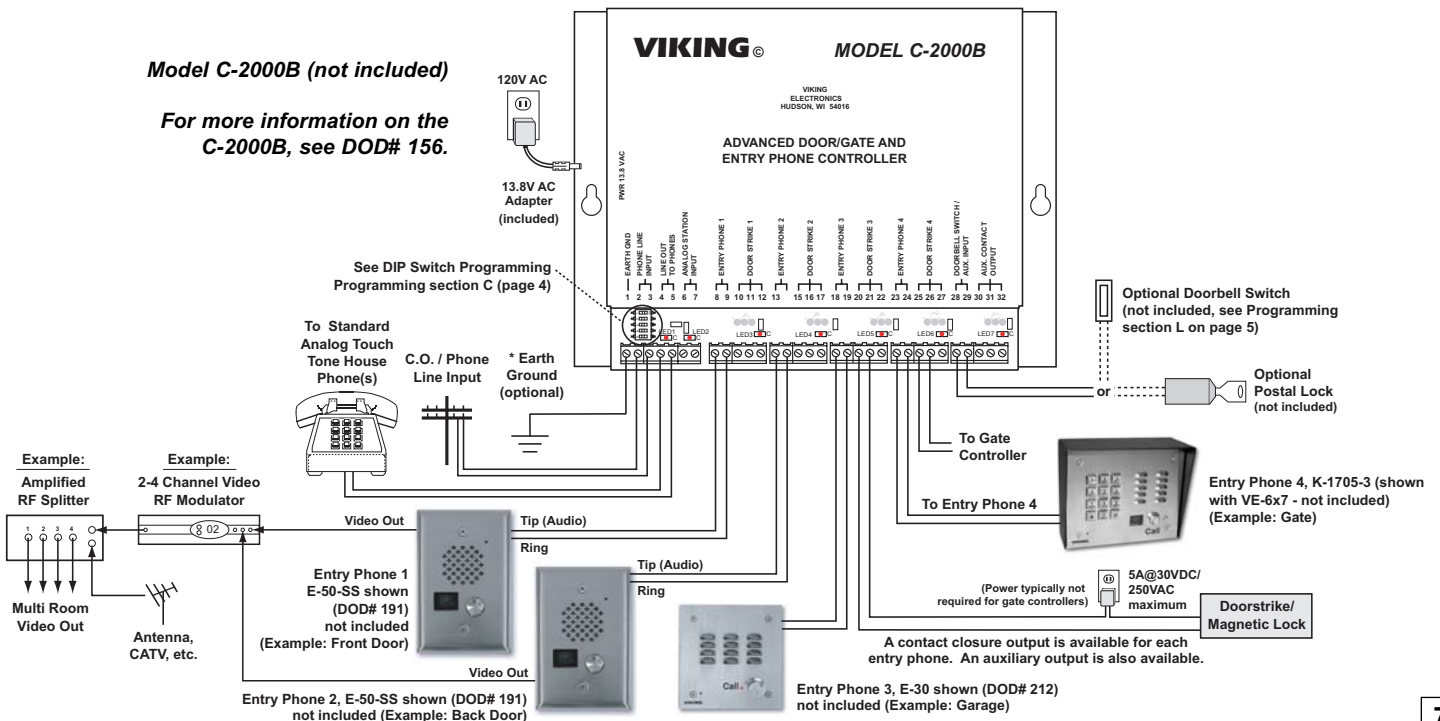 VIKING©
MODEL C-2000B
Model C-2000B (not included)
For more information on the
C-2000B, see DOD# 156.
120V AC
13.8V AC
Adapter
(included)
VIKING
ELECTRONICS
HUDSON, WI 54016
ADVANCED DOOR/GATE AND
ENTRY PHONE CONTROLLER
PWR 13.8 VAC
EARTH GND
PHONE LINE
INPUT
LINE OUT
TO PHONES
ANALOG STATION
INPUT
ENTRY PHONE 1
DOOR STRIKE 1
ENTRY PHONE 2
DOOR STRIKE 2
ENTRY PHONE 3
DOOR STRIKE 3
ENTRY PHONE 4
DOOR STRIKE 4
DOORBELL SWITCH /
AUX. INPUT
AUX. CONTACT
OUTPUT
1 2 3 4 5 6 7 8 9 10 11 12 13 15 16 17 18 19 20 21 22 23 24 25 26 27 28 29 30 31 32
LED1 C LED2 C LED3 C LED4 C LED5 C LED6 C LED7 C
See DIP Switch Programming
Programming section C (page 4)
To Standard
Analog Touch
Tone House
Phone(s)
C.O. / Phone
Line Input
* Earth
Ground
(optional)
Optional Doorbell Switch
(not included, see Programming
section L on page 5)
or
Optional
Postal Lock
(not included)
To Gate
Controller
To Entry Phone 4
Entry Phone 4, K-1705-3 (shown
with VE-6x7 - not included)
(Example: Gate)
Call
Example:
Amplified
RF Splitter
1 2 3 4
Example:
2-4 Channel Video
RF Modulator
02
Multi Room
Video Out
Antenna,
CATV, etc.
Video Out
Tip (Audio)
Ring
Entry Phone 1
E-50-SS shown
(DOD# 191)
not included
(Example: Front Door)
Tip (Audio)
Ring
Video Out
Entry Phone 2, E-50-SS shown (DOD# 191)
not included (Example: Back Door)
Call
VIKING
Entry Phone 3, E-30 shown (DOD# 212)
not included (Example: Garage)
(Power typically not
required for gate controllers)
5A@30VDC/
250VAC
maximum
Doorstrike/
Magnetic Lock
A contact closure output is available for each
entry phone. An auxiliary output is also available.
7